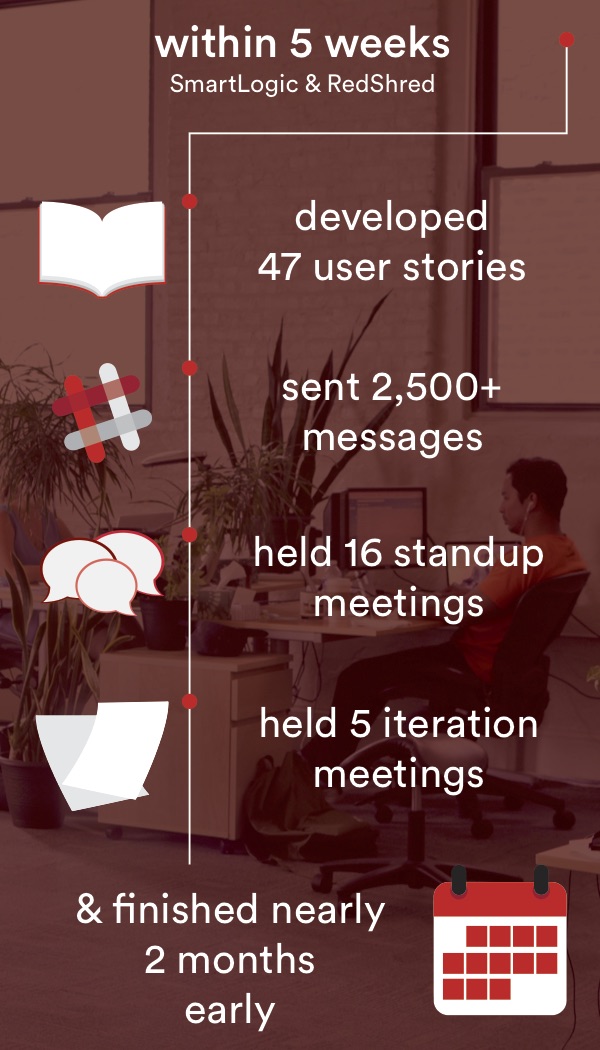 within 5 weeks
SmartLogic & RedShred
developed
47 user stories
sent 2,500+
messages
held 16 standup
meetings
held 5 iteration
meetings
& finished nearly
2 months
early